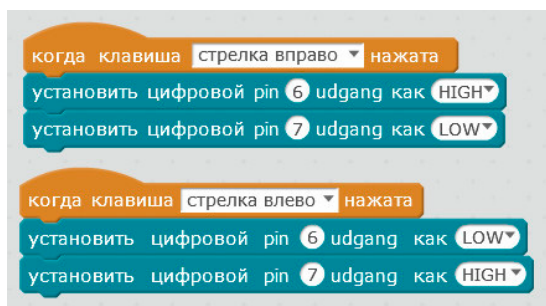 когда клавиша стрелка вправо нажата
установить цифровой pin 6 udgang как HIGH
установить цифровой pin 7 udgang как LOW
когда клавиша стрелка влево нажата
установить цифровой pin 6 udgang как LOW
установить цифровой pin 7 udgang как HIGH